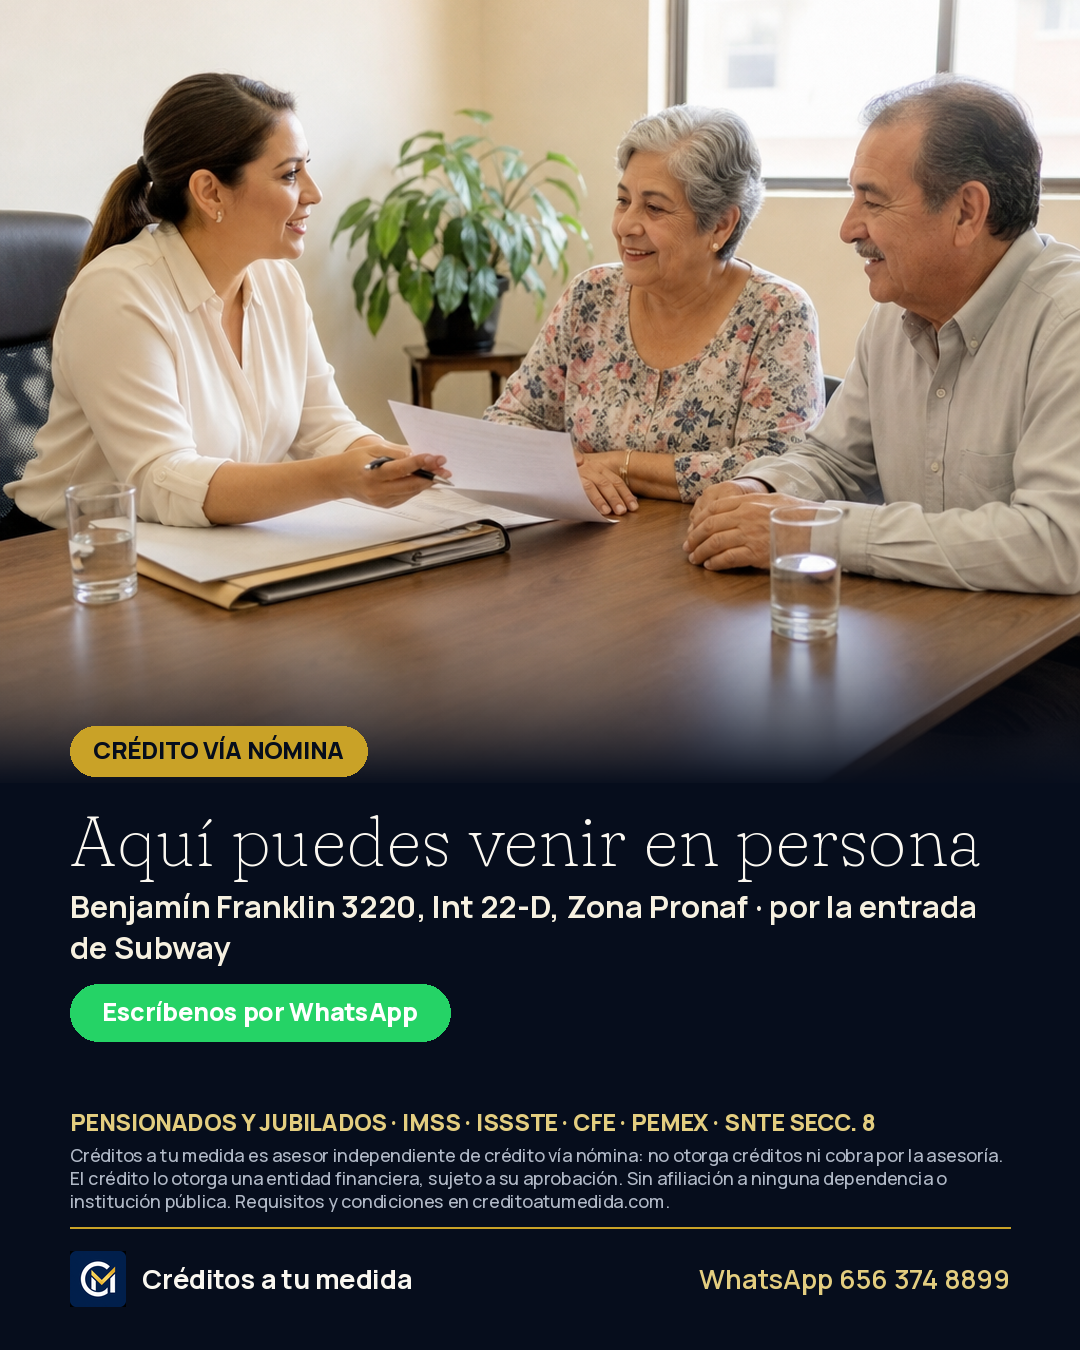 CRÉDITO VÍA NÓMINA
Aquí puedes venir en persona
Benjamín Franklin 3220, Int 22-D, Zona Pronaf · por la entrada
de Subway
Escríbenos por WhatsApp
PENSIONADOS Y JUBILADOS · IMSS · ISSSTE · CFE · PEMEX · SNTE SECC. 8
Créditos a tu medida es asesor independiente de crédito vía nómina: no otorga créditos ni cobra por la asesoría.
El crédito lo otorga una entidad financiera, sujeto a su aprobación. Sin afiliación a ninguna dependencia o
institución pública. Requisitos y condiciones en creditoatumedida.com.
Créditos a tu medida
WhatsApp 656 374 8899